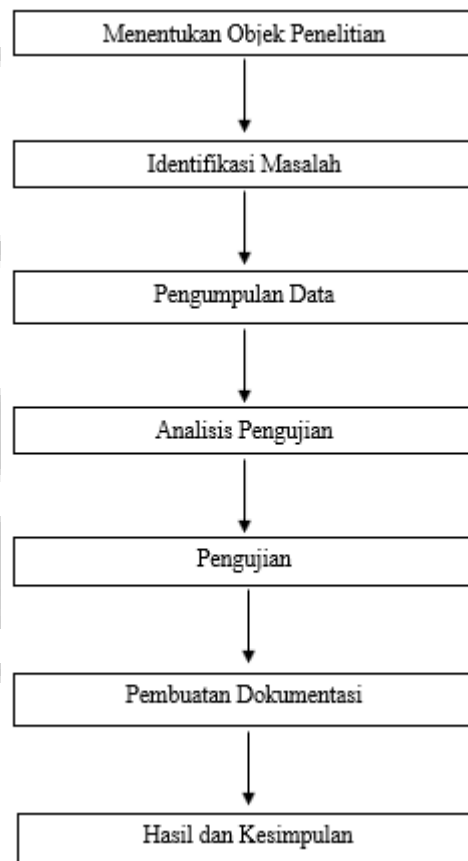 Menentukan Objek Penelitian
Identifikasi Masalah
Pengumpulan Data
Analisis Pengujian
Pengujian
Pembuatan Dokumentasi
Hasil dan Kesimpulan